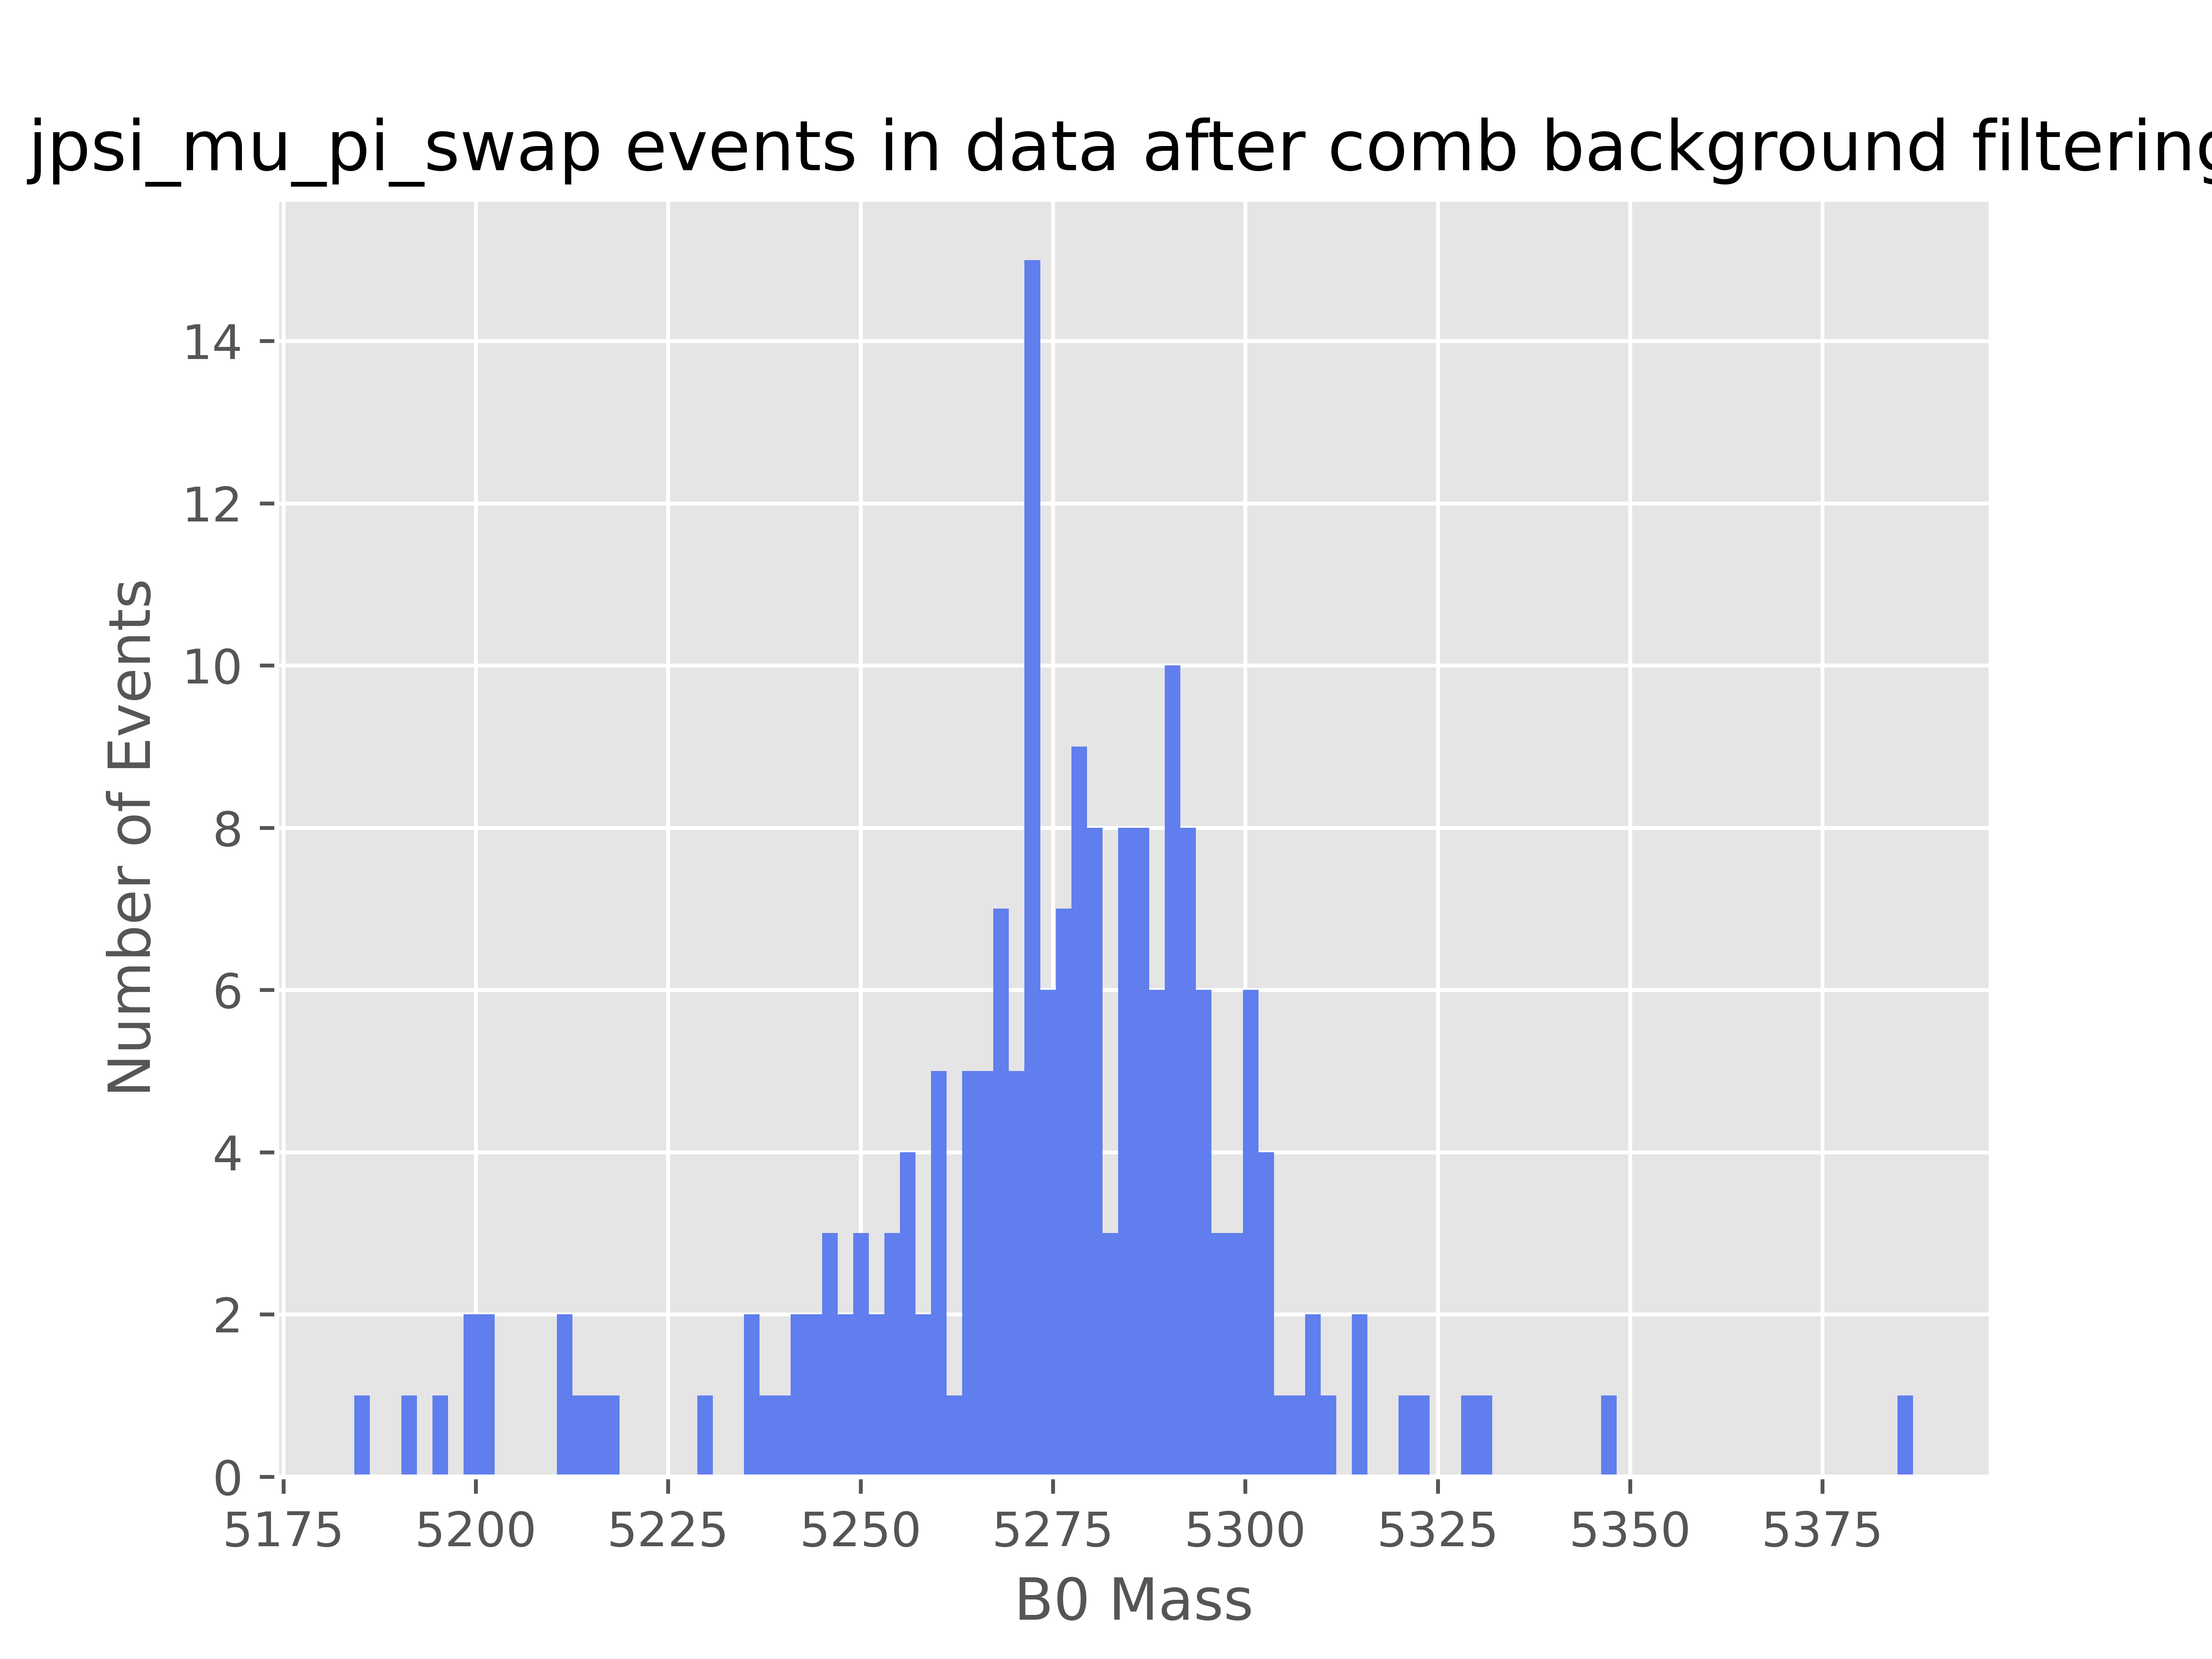 jpsi_mu_pi_swap events in data after comb background filtering
Number of Events
14
12
10
8
6
4
2
0
5175 5200 5225 5250 5275 5300 5325 5350 5375
B0 Mass